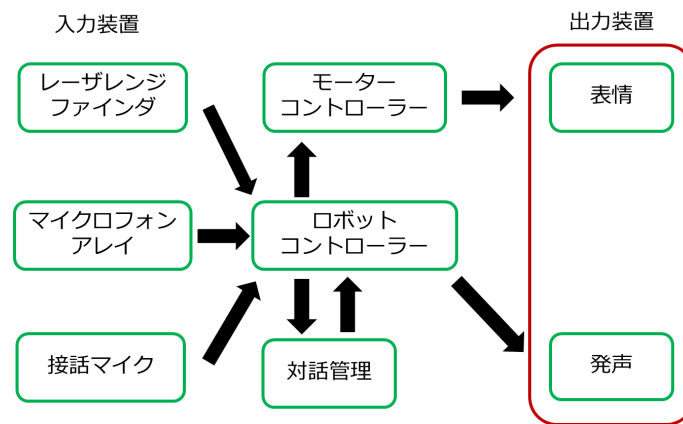 入力装置
出力装置
レーザレンジ
ファインダ
モーター
コントローラー
表情
マイクロフォン
アレイ
ロボット
コントローラー
接話マイク
対話管理
発声